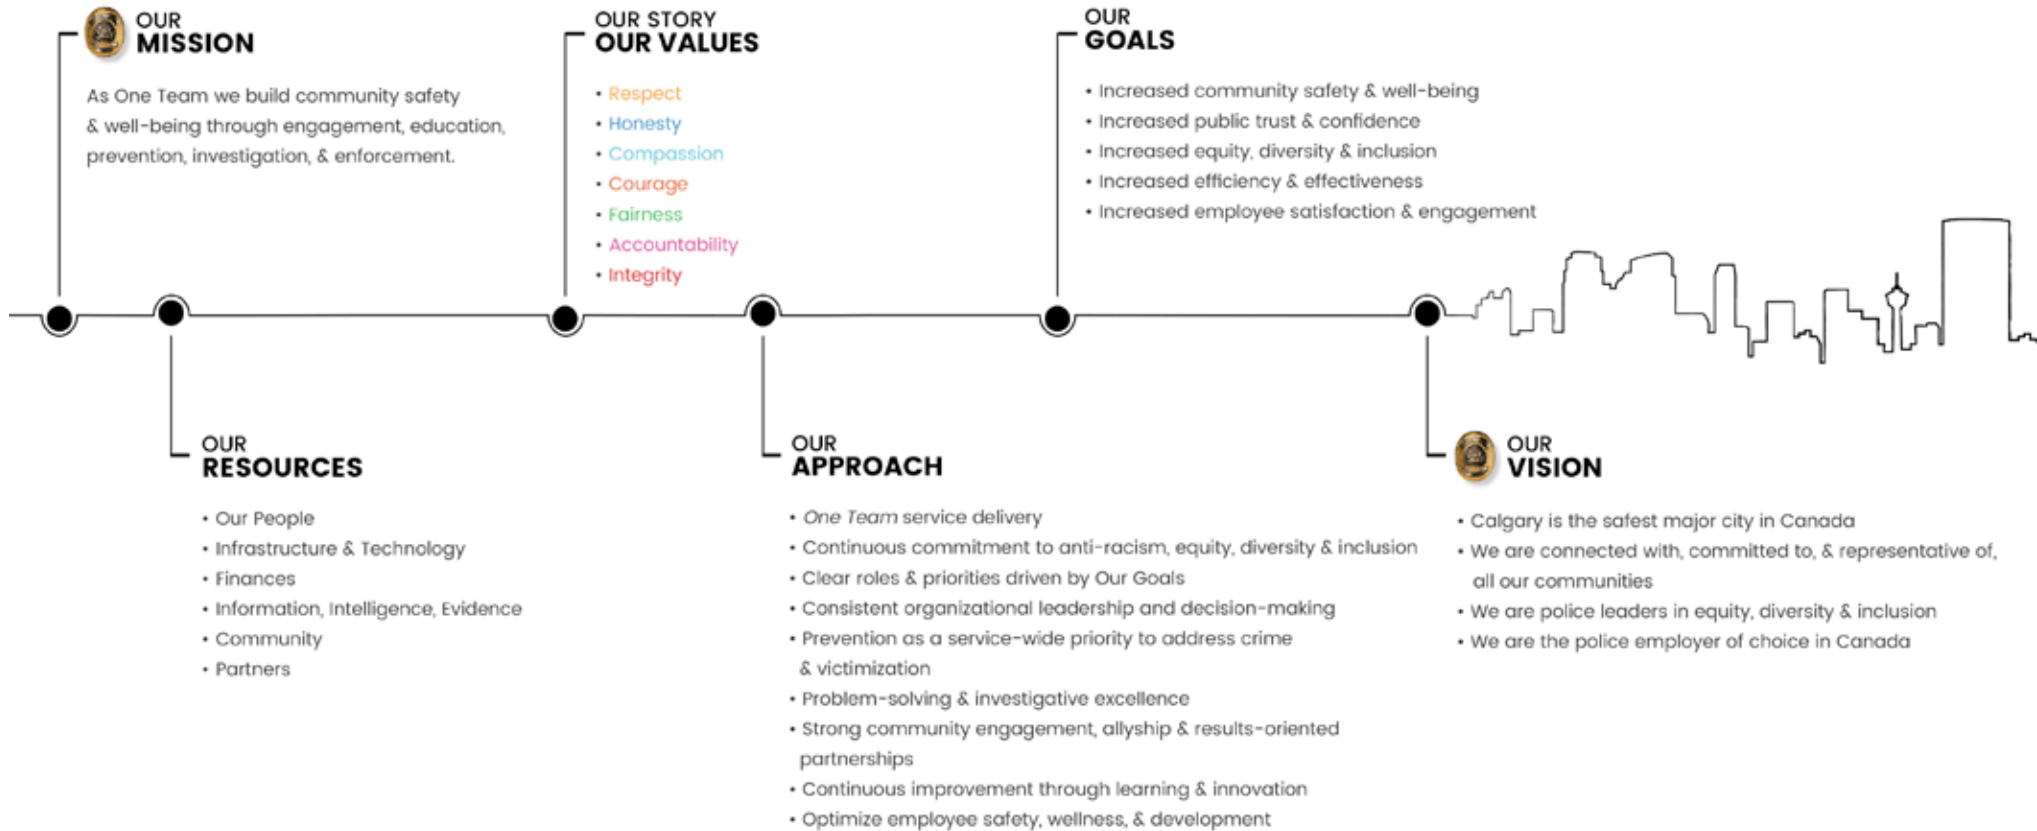 OUR
MISSION
As One Team we build community safety
& well-being through engagement, education,
prevention, investigation, & enforcement.
OUR STORY
OUR VALUES
• Respect
• Honesty
• Compassion
• Courage
• Fairness
• Accountability
• Integrity
OUR
GOALS
• Increased community safety & well-being
• Increased public trust & confidence
• Increased equity, diversity & inclusion
• Increased efficiency & effectiveness
• Increased employee satisfaction & engagement
OUR
RESOURCES
• Our People
• Infrastructure & Technology
• Finances
• Information, Intelligence, Evidence
• Community
• Partners
OUR
APPROACH
• One Team service delivery
• Continuous commitment to anti-racism, equity, diversity & inclusion
• Clear roles & priorities driven by Our Goals
• Consistent organizational leadership and decision-making
• Prevention as a service-wide priority to address crime
& victimization
• Problem-solving & investigative excellence
• Strong community engagement, allyship & results-oriented
partnerships
• Continuous improvement through learning & innovation
• Optimize employee safety, wellness, & development
OUR
VISION
• Calgary is the safest major city in Canada
• We are connected with, committed to, & representative of,
all our communities
• We are police leaders in equity, diversity & inclusion
• We are the police employer of choice in Canada